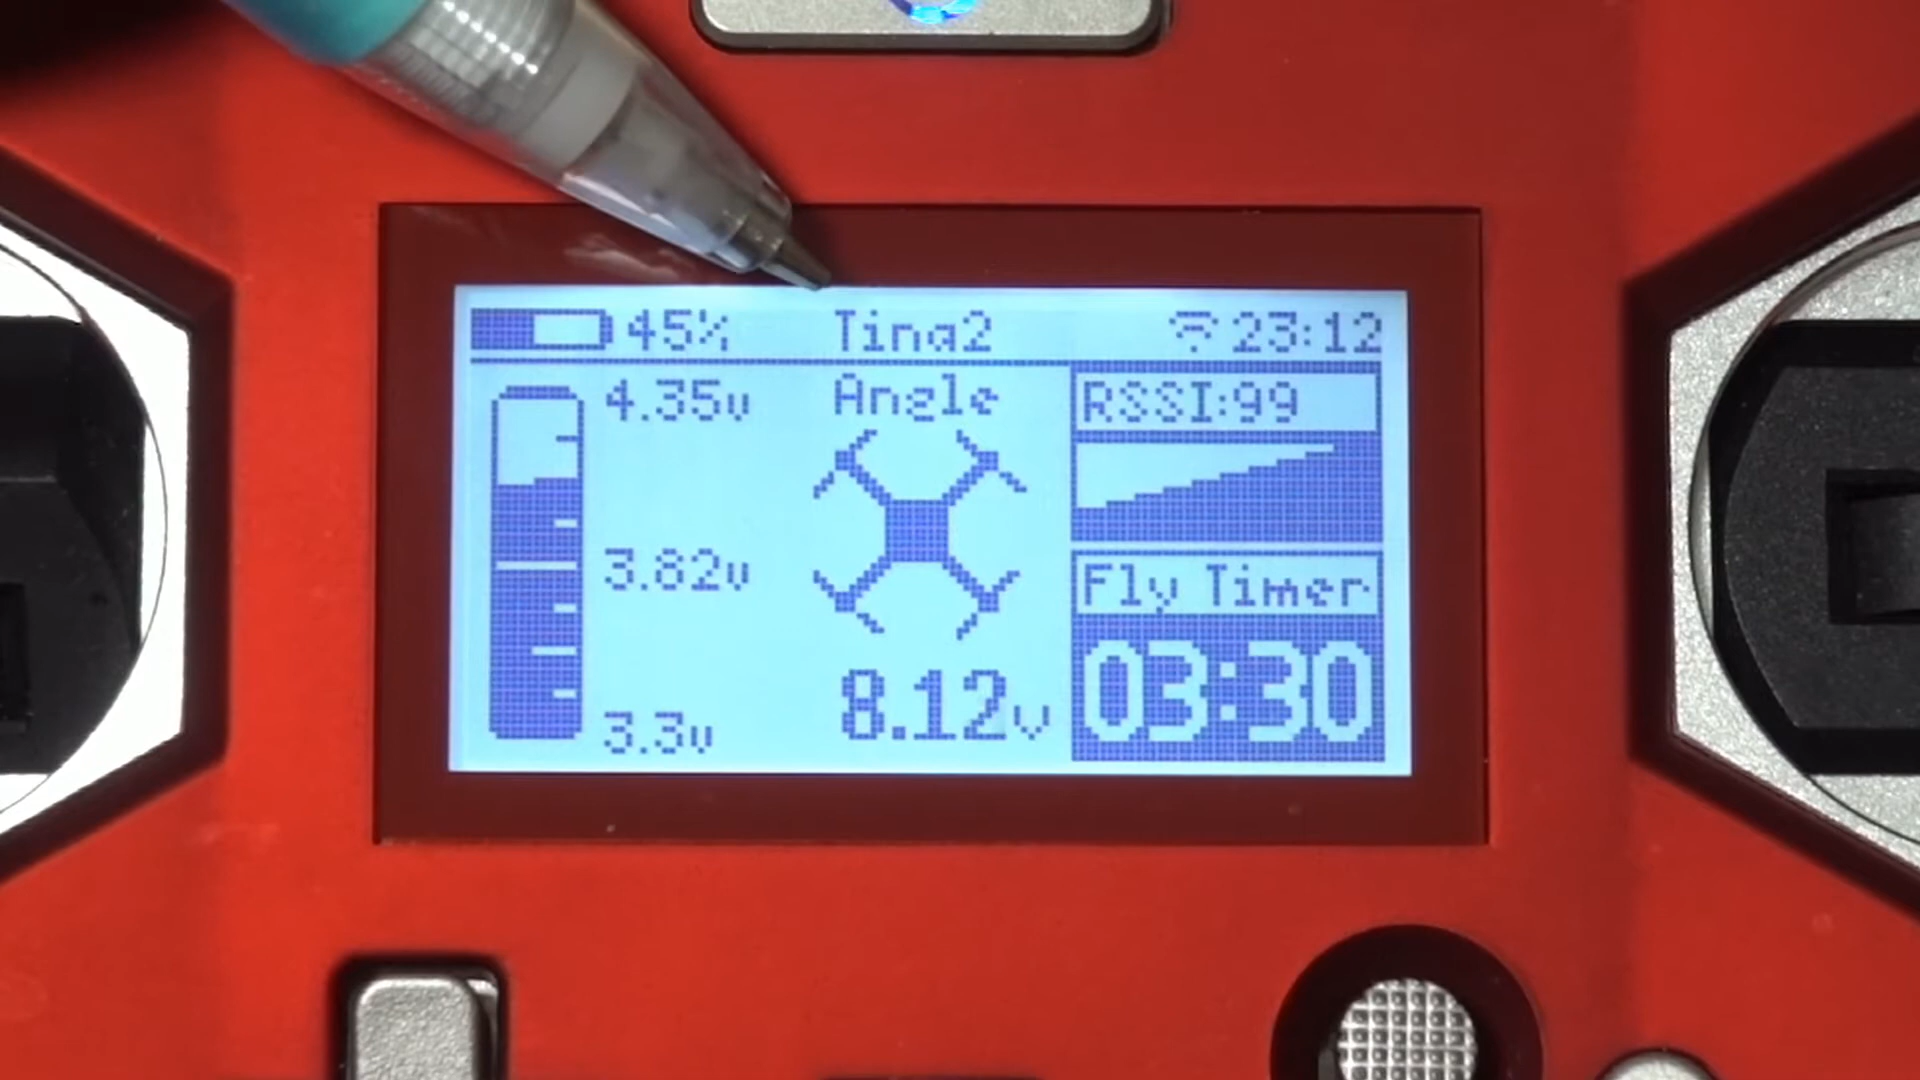 45% Tina2 23:12
4.35v Angle RSSI:99
3.82v Fly Timer
3.3v 8.12v 03:30